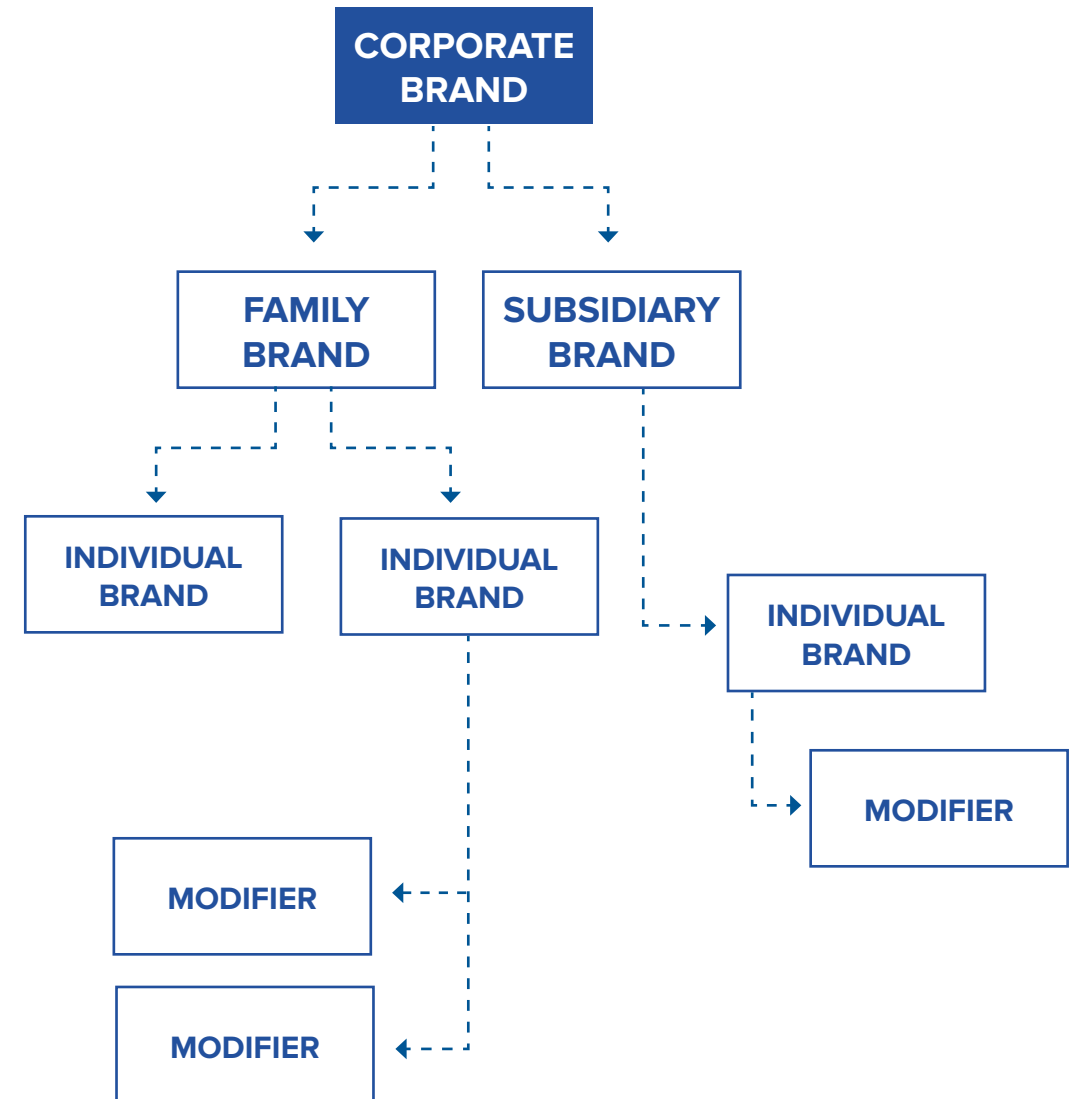 CORPORATE
BRAND
FAMILY
BRAND
SUBSIDIARY
BRAND
INDIVIDUAL
BRAND
INDIVIDUAL
BRAND
INDIVIDUAL
BRAND
MODIFIER
MODIFIER
MODIFIER